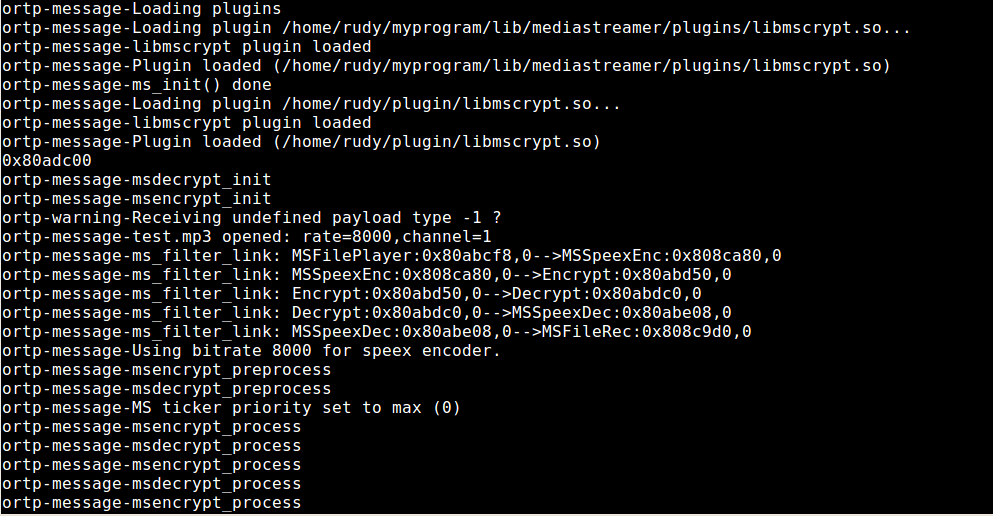 ortp-message-Loading plugins
ortp-message-Loading plugin /home/rudy/myprogram/lib/mediastreamer/plugins/libmscrypt.so...
ortp-message-libmscrypt plugin loaded
ortp-message-Plugin loaded (/home/rudy/myprogram/lib/mediastreamer/plugins/libmscrypt.so)
ortp-message-ms_init() done
ortp-message-Loading plugin /home/rudy/plugin/libmscrypt.so...
ortp-message-libmscrypt plugin loaded
ortp-message-Plugin loaded (/home/rudy/plugin/libmscrypt.so)
0x80adc00
ortp-message-msdecrypt_init
ortp-message-msencrypt_init
ortp-warning-Receiving undefined payload type -1 ?
ortp-message-test.mp3 opened: rate=8000,channel=1
ortp-message-ms_filter_link: MSFilePlayer:0x80abcf8,0-->MSSpeexEnc:0x808ca80,0
ortp-message-ms_filter_link: MSSpeexEnc:0x808ca80,0-->Encrypt:0x80abd50,0
ortp-message-ms_filter_link: Encrypt:0x80abd50,0-->Decrypt:0x80abdc0,0
ortp-message-ms_filter_link: Decrypt:0x80abdc0,0-->MSSpeexDec:0x80abe08,0
ortp-message-ms_filter_link: MSSpeexDec:0x80abe08,0-->MSFileRec:0x808c9d0,0
ortp-message-Using bitrate 8000 for speex encoder.
ortp-message-msencrypt_preprocess
ortp-message-msdecrypt_preprocess
ortp-message-MS ticker priority set to max (0)
ortp-message-msencrypt_process
ortp-message-msdecrypt_process
ortp-message-msencrypt_process
ortp-message-msdecrypt_process
ortp-message-msencrypt_process